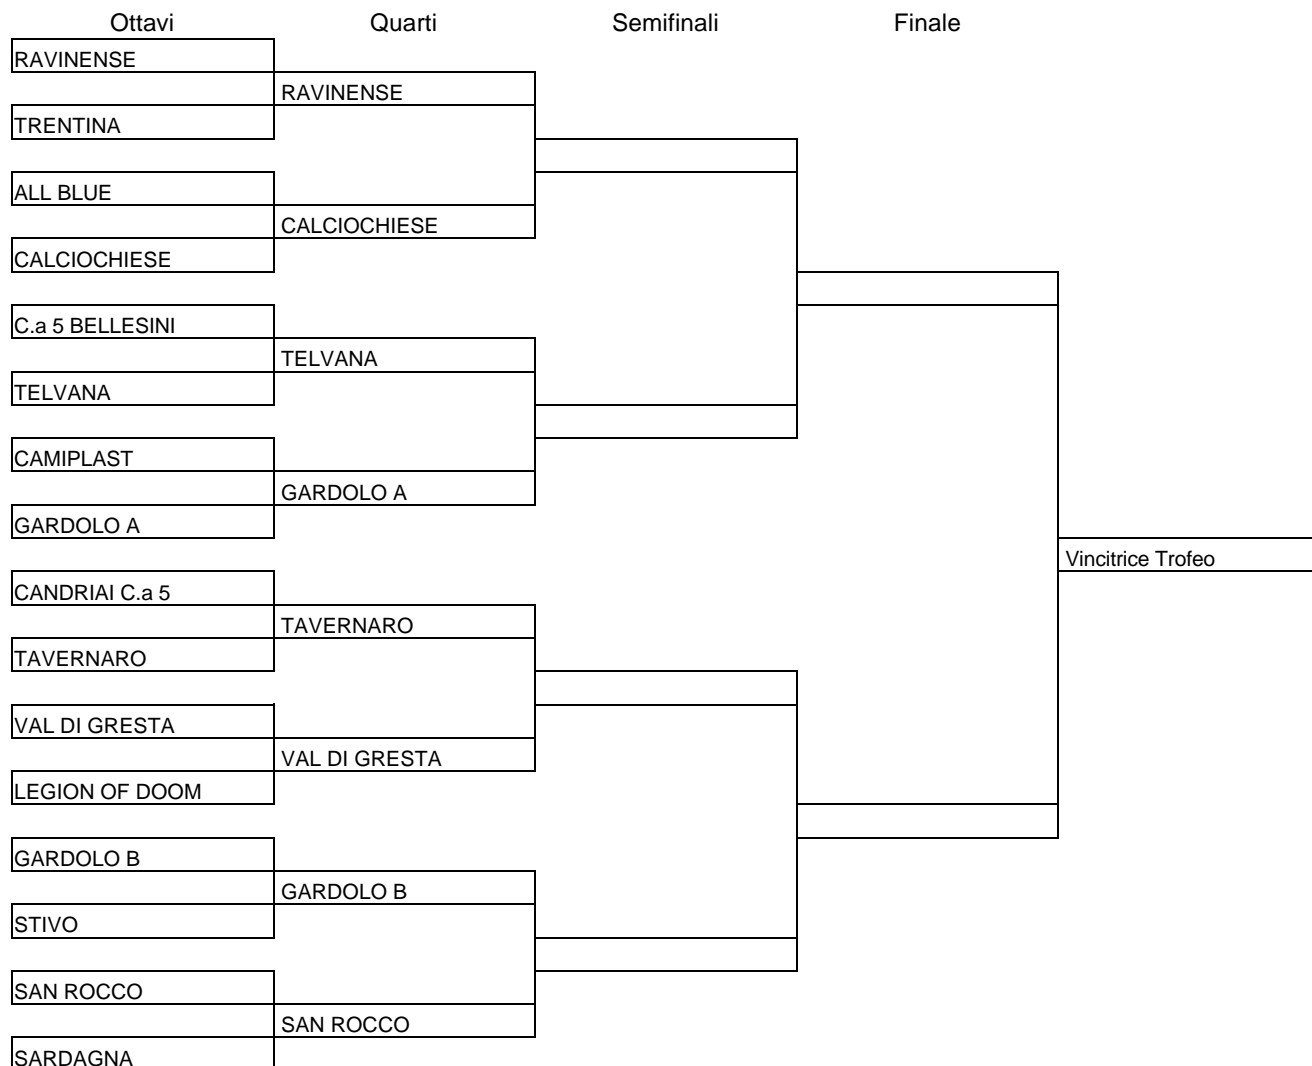 Ottavi Quarti Semifinali Finale
RAVINENSE
RAVINENSE
TRENTINA
ALL BLUE
CALCIOCHIESE
CALCIOCHIESE
C.a 5 BELLESINI
TELVANA
TELVANA
CAMIPLAST
GARDOLO A
GARDOLO A
Vincitrice Trofeo
CANDRIAI C.a 5
TAVERNARO
TAVERNARO
VAL DI GRESTA
VAL DI GRESTA
LEGION OF DOOM
GARDOLO B
GARDOLO B
STIVO
SAN ROCCO
SAN ROCCO
SARDAGNA